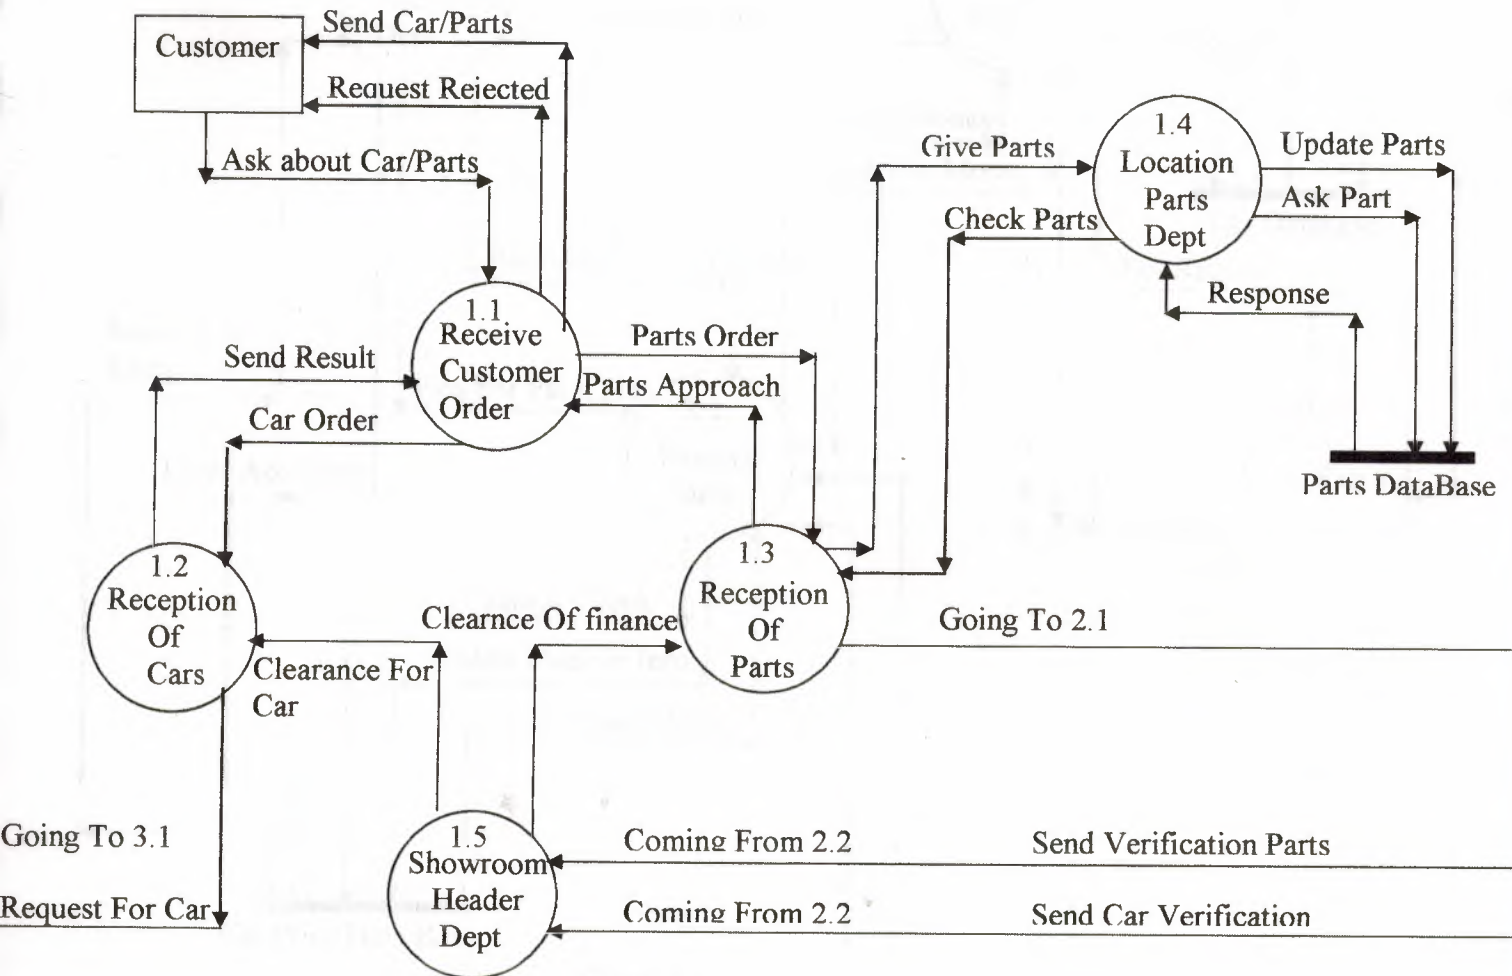 Send Car/Parts
Customer
Request Rejected
Ask about Car/Parts
1.4
Location
Parts
Dept
Give Parts
Update Parts
Ask Part
Check Parts
Response
Parts DataBase
1.1
Receive
Customer
Order
Parts Order
Parts Approach
Send Result
Car Order
1.2
Reception
Of
Cars
1.3
Reception
Of
Parts
Clearnce Of finance
Going To 2.1
Clearance For
Car
Going To 3.1
Request For Car
1.5
Showroom
Header
Dept
Coming From 2.2
Send Verification Parts
Coming From 2.2
Send Car Verification